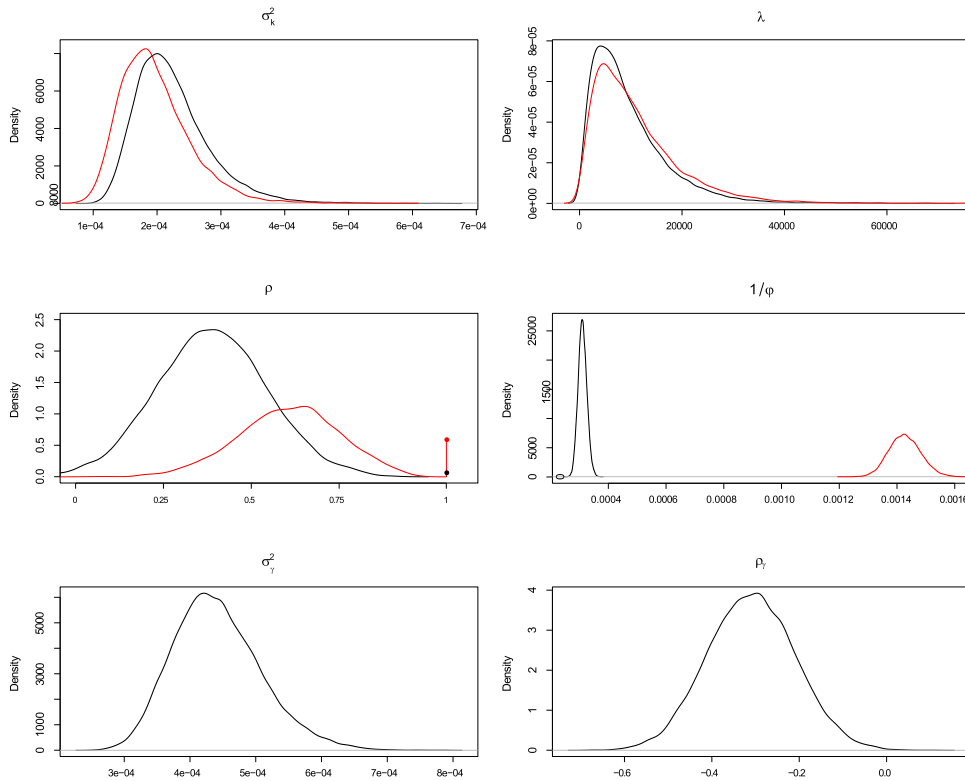 σ²ₖ
Density
0 2000 4000 6000
8000
1e−04 2e−04 3e−04 4e−04 5e−04 6e−04 7e−04
λ
Density
0e+00 2e−05 4e−05 6e−05 8e−05
0 20000 40000 60000
ρ
Density
0.0 0.5 1.0 1.5 2.0 2.5
0 0.25 0.5 0.75 1
1/φ
Density
0 5000 1500 25000
0
0.0004 0.0006 0.0008 0.0010 0.0012 0.0014 0.0016
σ²ᵧ
Density
0 1000 3000 5000
3e−04 4e−04 5e−04 6e−04 7e−04 8e−04
ργ
Density
0 1 2 3 4
−0.6 −0.4 −0.2 0.0